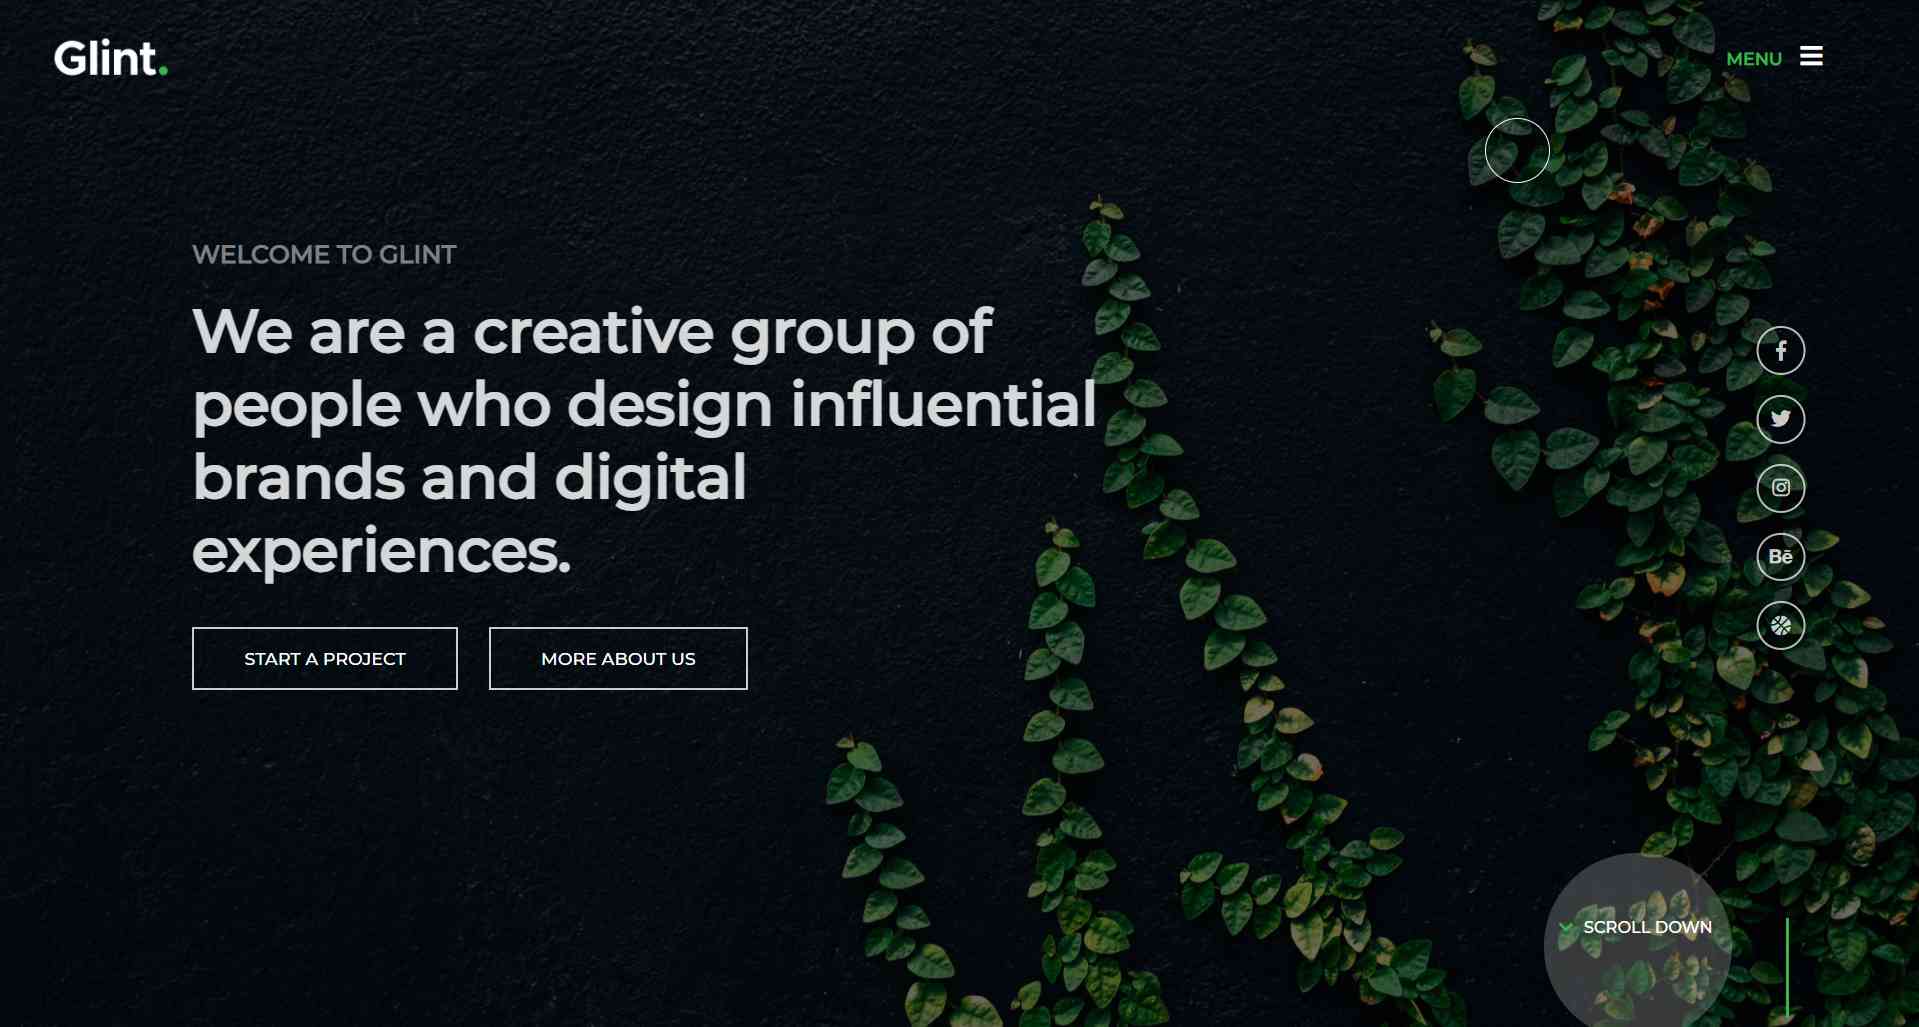 Glint.
MENU
WELCOME TO GLINT
We are a creative group of
people who design influential
brands and digital
experiences.
START A PROJECT
MORE ABOUT US
Bē
SCROLL DOWN